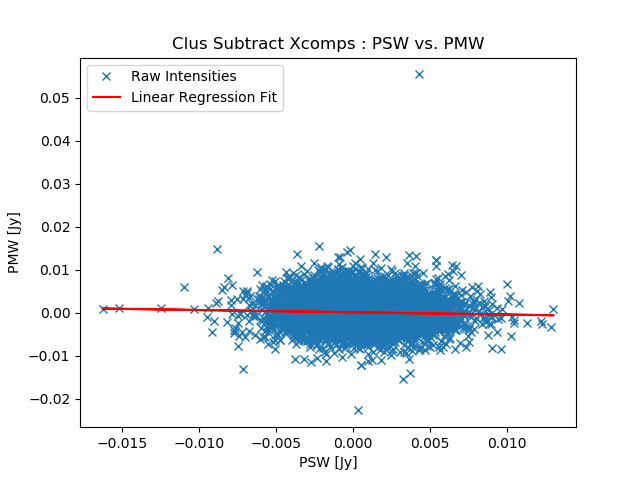 Clus Subtract Xcomps : PSW vs. PMW
Raw Intensities
Linear Regression Fit
0.05
0.04
0.03
0.02
0.01
0.00
−0.01
−0.02
PMW [Jy]
−0.015 −0.010 −0.005 0.000 0.005 0.010
PSW [Jy]